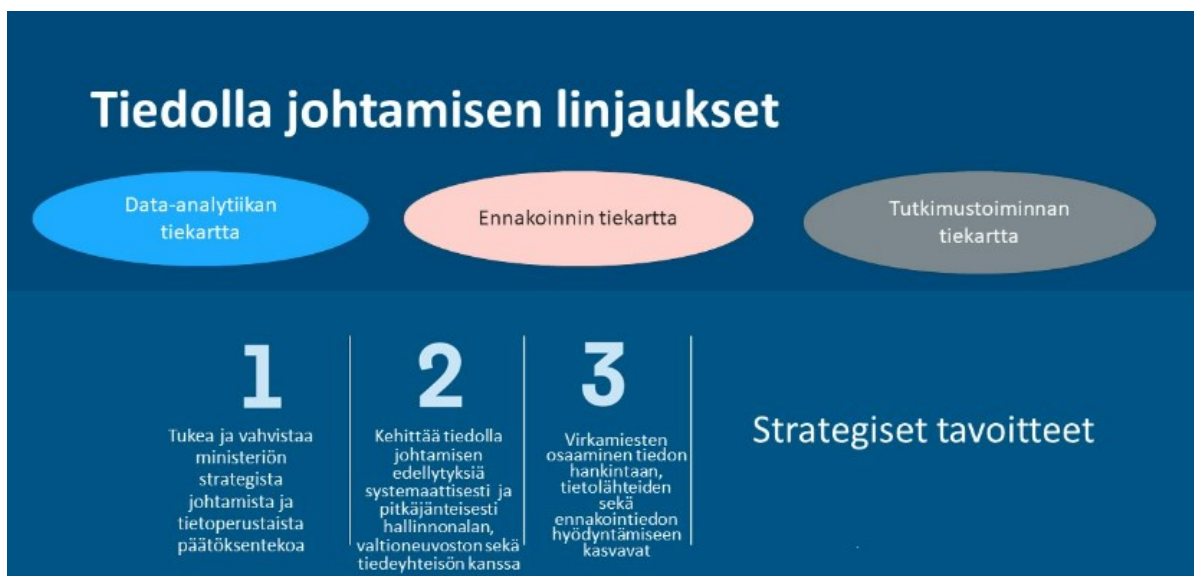 Tiedolla johtamisen linjaukset
Data-analytiikan
tiekartta
Ennakoinnin tiekartta
Tutkimustoiminnan
tiekartta
1
Tukea ja vahvistaa
ministeriön
strategista
johtamista ja
tietoperustaista
päätöksentekoa
2
Kehittää tiedolla
johtamisen
edellytyksiä
systemaattisesti ja
pitkäjänteisesti
hallinnonalan,
valtioneuvoston sekä
tiedeyhteisön kanssa
3
Virkamiesten
osaaminen tiedon
hankintaan,
tietolähteiden
sekä
ennakointiedon
hyödyntämiseen
kasvavat
Strategiset tavoitteet